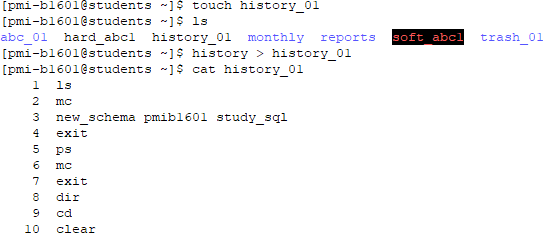 [pmi-b1601@students ~]$ touch history_01
[pmi-b1601@students ~]$ ls
abc_01 hard_abc1 history_01 monthly reports soft_abc1 trash_01
[pmi-b1601@students ~]$ history > history_01
[pmi-b1601@students ~]$ cat history_01
1 ls
2 mc
3 new_schema pmib1601 study_sql
4 exit
5 ps
6 mc
7 exit
8 dir
9 cd
10 clear